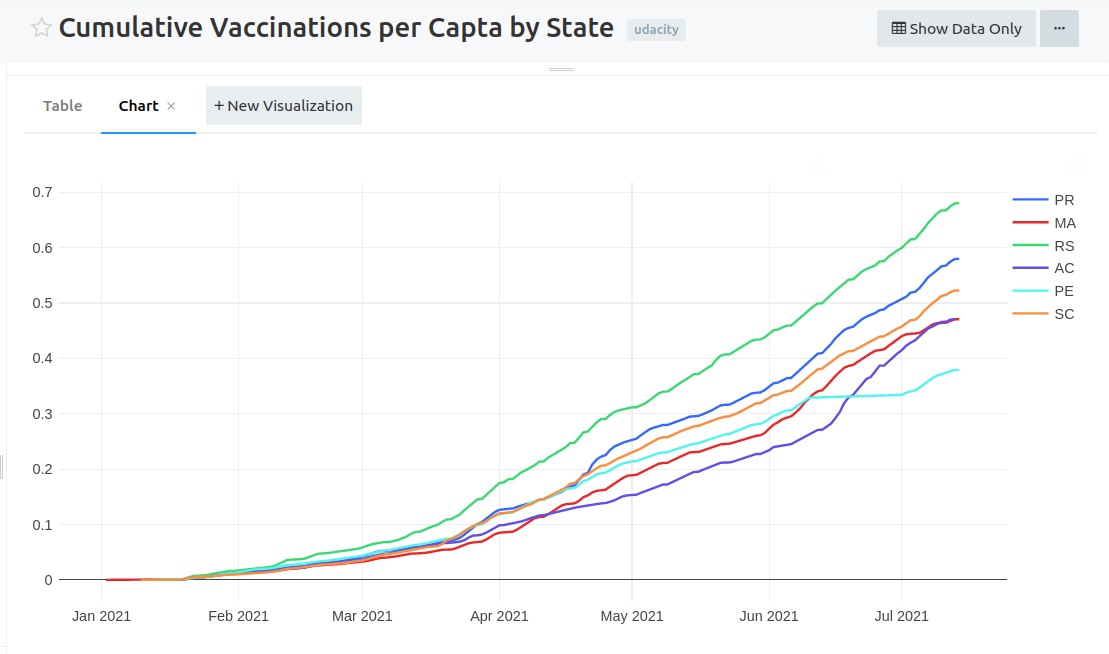 Cumulative Vaccinations per Capta by State udacity
Show Data Only
...
Table Chart × + New Visualization
0.7
0.6
0.5
0.4
0.3
0.2
0.1
0
Jan 2021 Feb 2021 Mar 2021 Apr 2021 May 2021 Jun 2021 Jul 2021
PR
MA
RS
AC
PE
SC